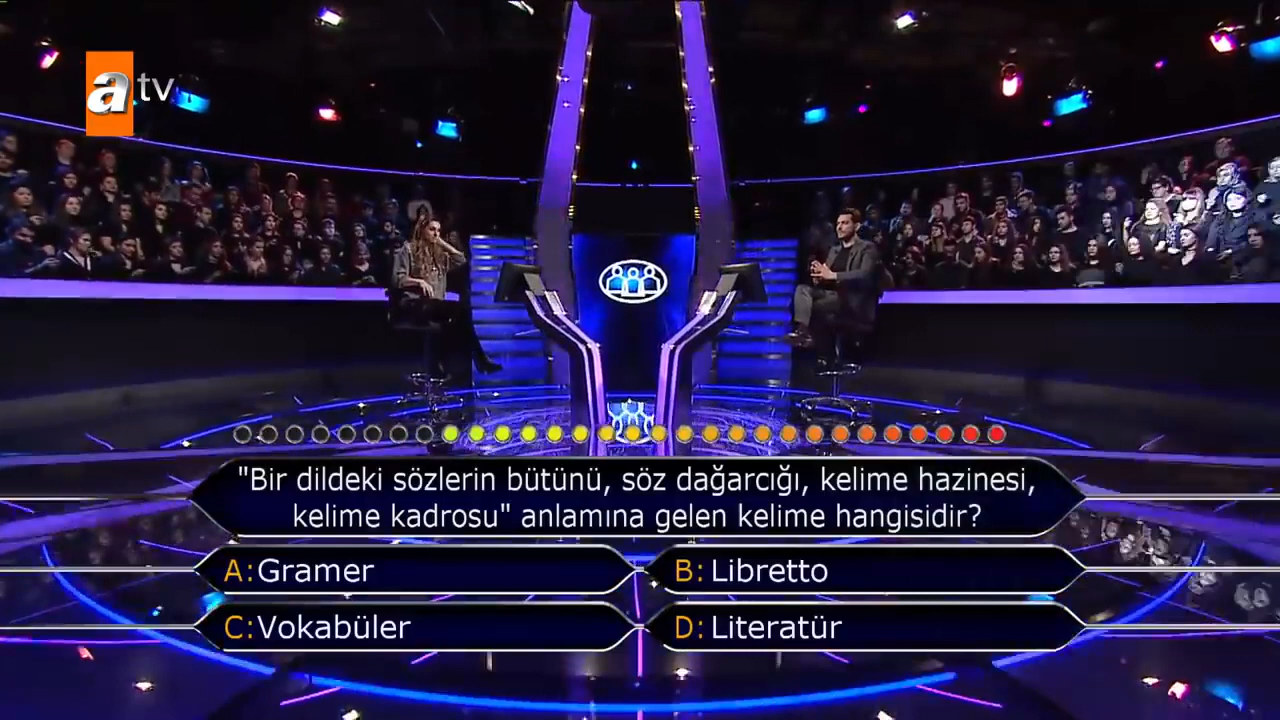 atv
"Bir dildeki sözlerin bütünü, söz dağarcığı, kelime hazinesi,
kelime kadrosu" anlamına gelen kelime hangisidir?
A: Gramer
B: Libretto
C: Vokabüler
D: Literatür